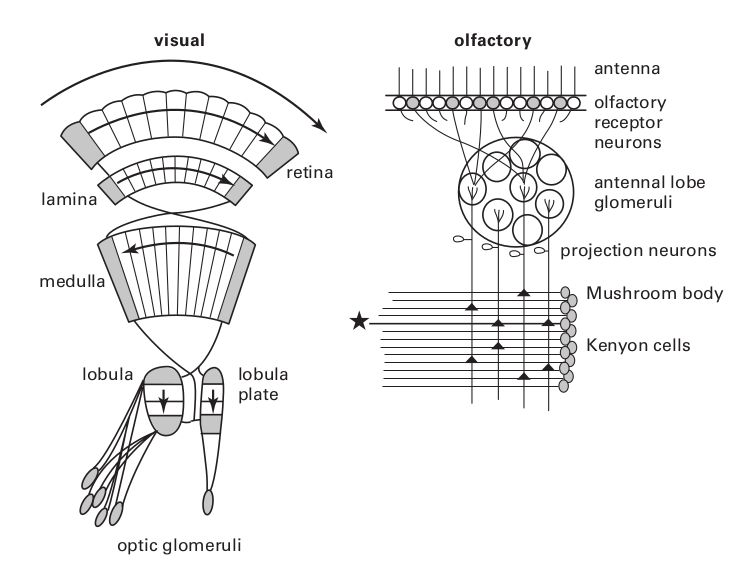 visual
retina
lamina
medulla
lobula
lobula
plate
optic glomeruli
olfactory
antenna
olfactory
receptor
neurons
antennal lobe
glomeruli
projection neurons
Mushroom body
Kenyon cells